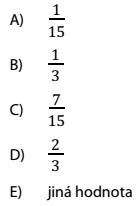 A) 1/15
B) 1/3
C) 7/15
D) 2/3
E) jiná hodnota